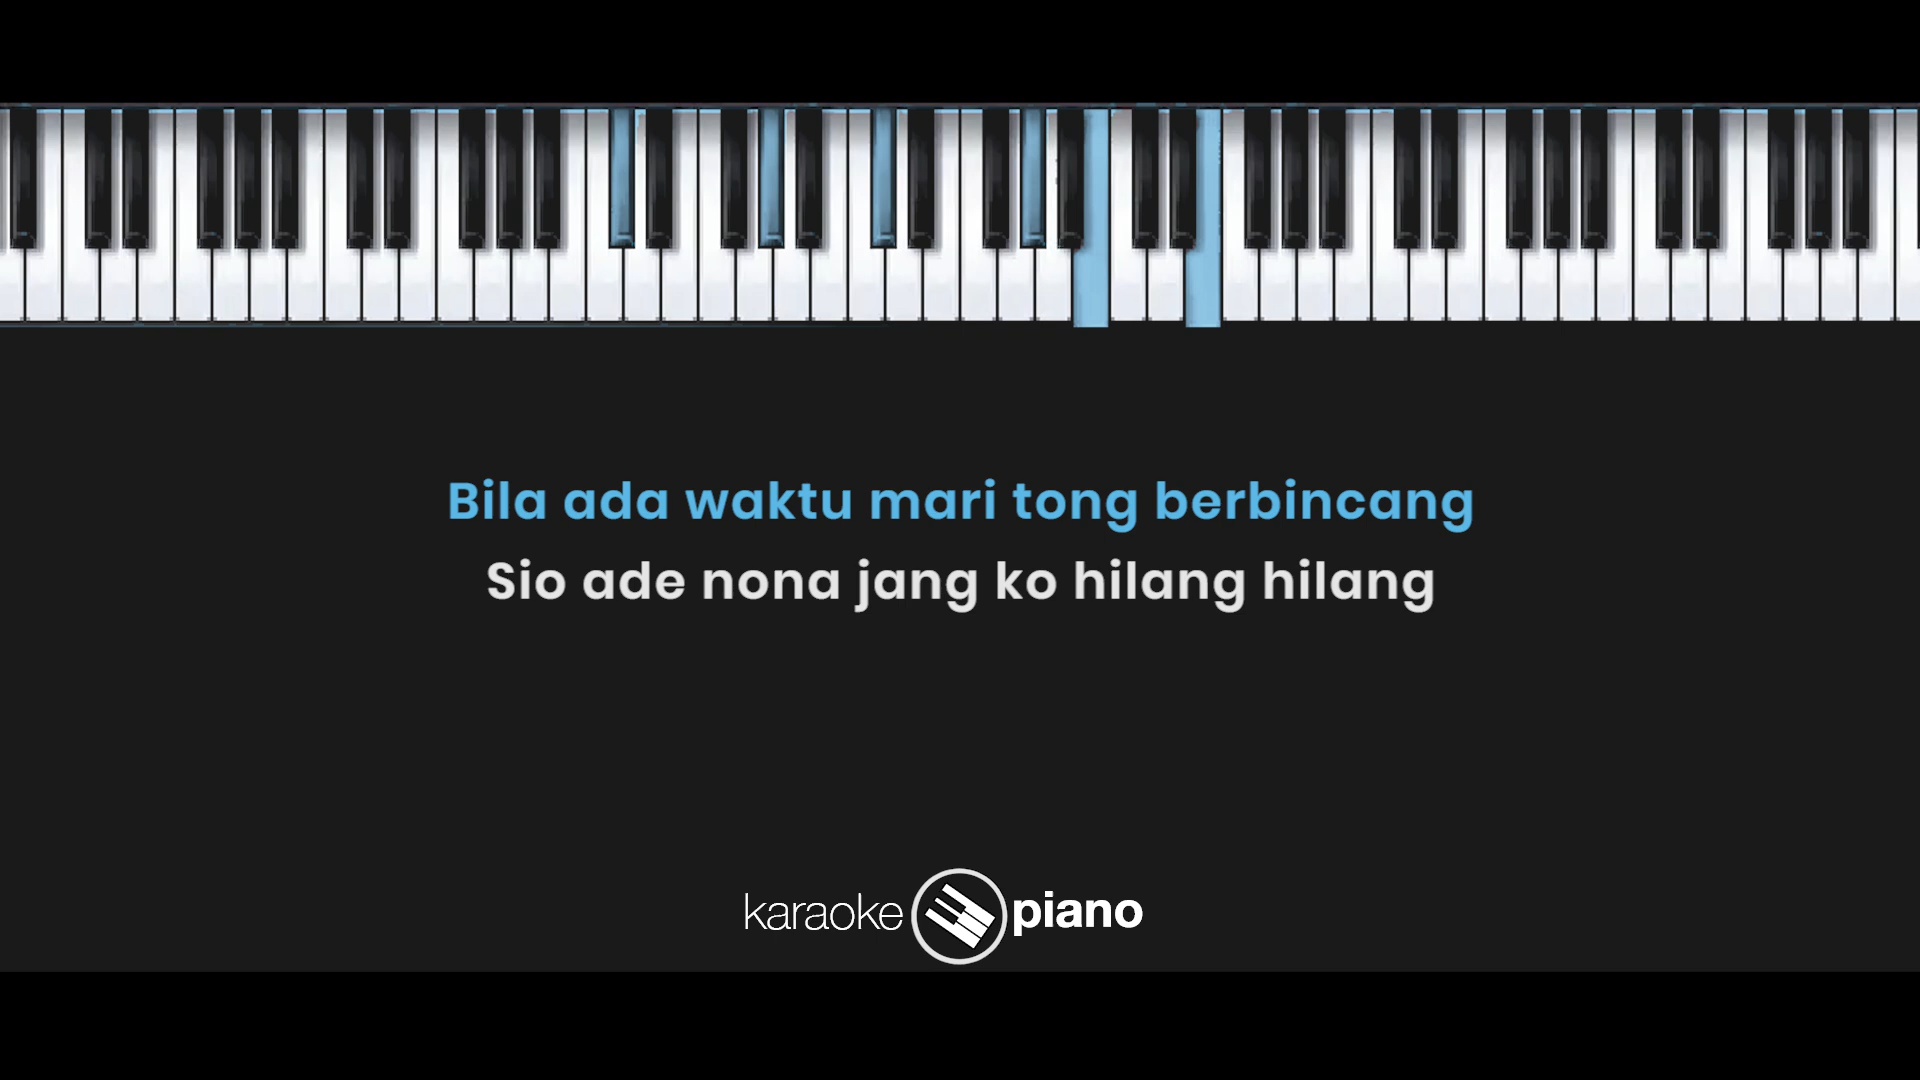 Bila ada waktu mari tong berbincang
Sio ade nona jang ko hilang hilang
karaoke piano